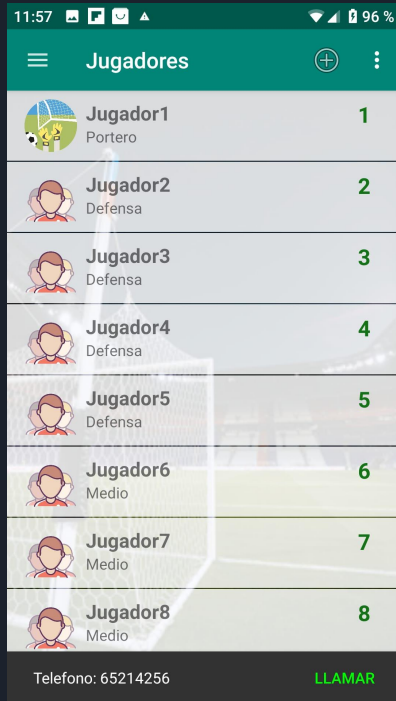 11:57 96 %
Jugadores
Jugador1 1
Portero
Jugador2 2
Defensa
Jugador3 3
Defensa
Jugador4 4
Defensa
Jugador5 5
Defensa
Jugador6 6
Medio
Jugador7 7
Medio
Jugador8 8
Medio
Telefono: 65214256 LLAMAR